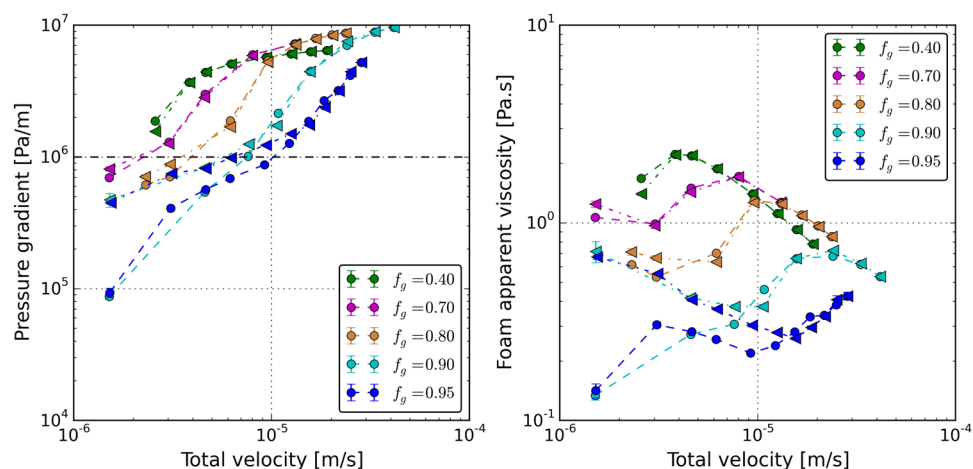 10^7
10^6
10^5
10^4
Pressure gradient [Pa/m]
f_g = 0.40
f_g = 0.70
f_g = 0.80
f_g = 0.90
f_g = 0.95
10^-6
10^-5
10^-4
Total velocity [m/s]
10^1
10^0
10^-1
Foam apparent viscosity [Pa.s]
f_g = 0.40
f_g = 0.70
f_g = 0.80
f_g = 0.90
f_g = 0.95
10^-6
10^-5
10^-4
Total velocity [m/s]